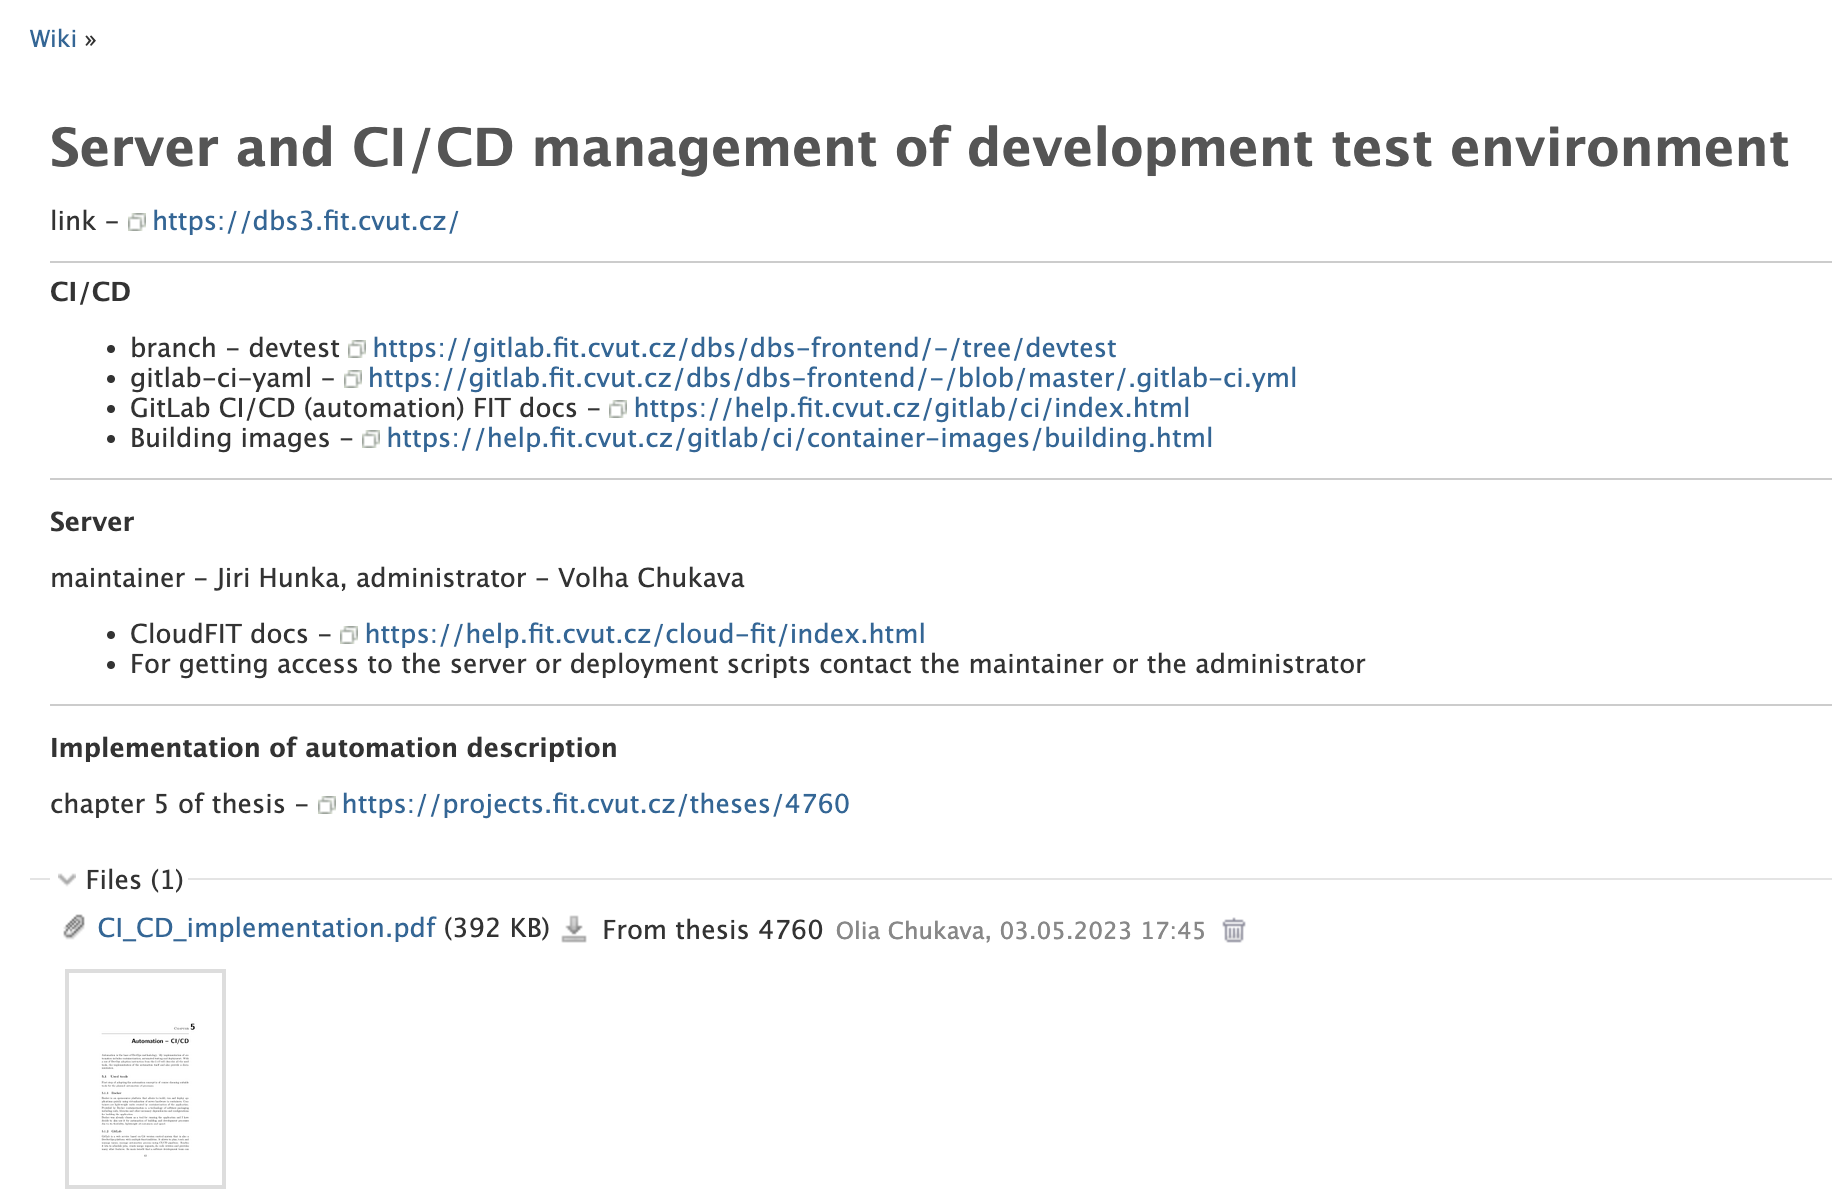 Wiki »
Server and CI/CD management of development test environment
link – https://dbs3.fit.cvut.cz/
CI/CD
• branch – devtest https://gitlab.fit.cvut.cz/dbs/dbs-frontend/-/tree/devtest
• gitlab-ci-yaml – https://gitlab.fit.cvut.cz/dbs/dbs-frontend/-/blob/master/.gitlab-ci.yml
• GitLab CI/CD (automation) FIT docs – https://help.fit.cvut.cz/gitlab/ci/index.html
• Building images – https://help.fit.cvut.cz/gitlab/ci/container-images/building.html
Server
maintainer – Jiri Hunka, administrator – Volha Chukava
• CloudFIT docs – https://help.fit.cvut.cz/cloud-fit/index.html
• For getting access to the server or deployment scripts contact the maintainer or the administrator
Implementation of automation description
chapter 5 of thesis – https://projects.fit.cvut.cz/theses/4760
Files (1)
CI_CD_implementation.pdf (392 KB) From thesis 4760 Olia Chukava, 03.05.2023 17:45
Chapter 5
Automation – CI/CD